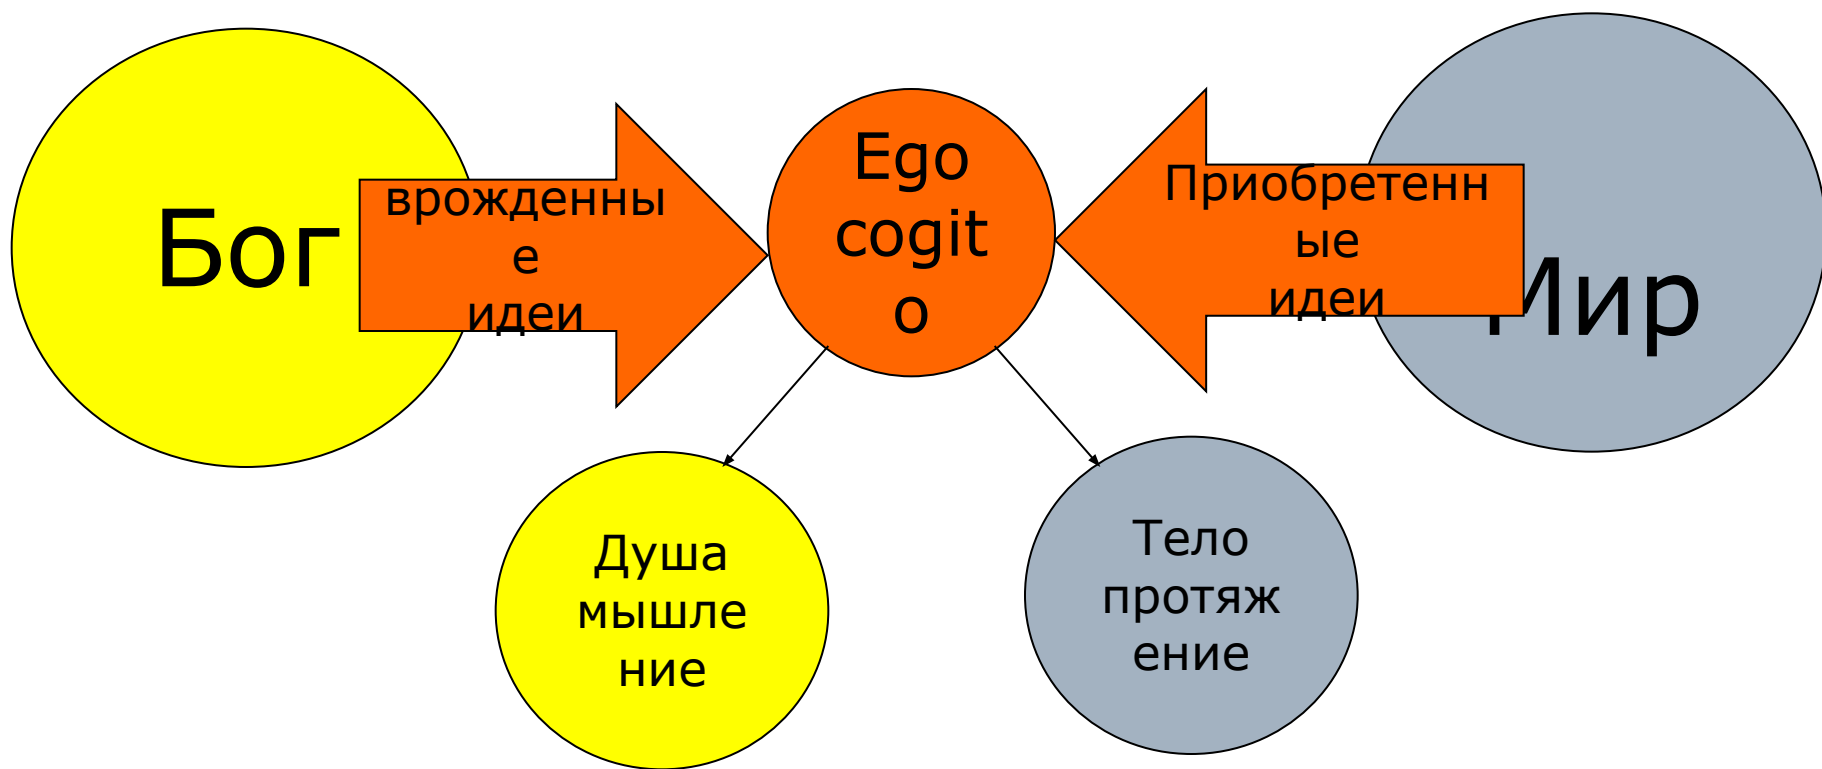 Бог
врожденны
е
идеи
Ego
cogit
o
Приобретенн
ые
идеи
Мир
Душа
мышле
ние
Тело
протяж
ение